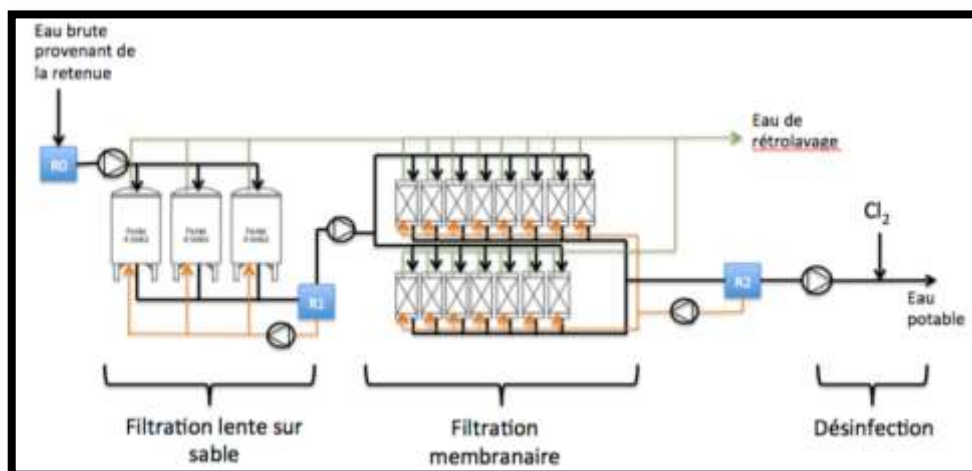 Eau brute
provenant de
la retenue
R0
Eau de
rétrolavage
Cl2
R1
R2
Eau
potable
Filtration lente sur
sable
Filtration
membranaire
Désinfection